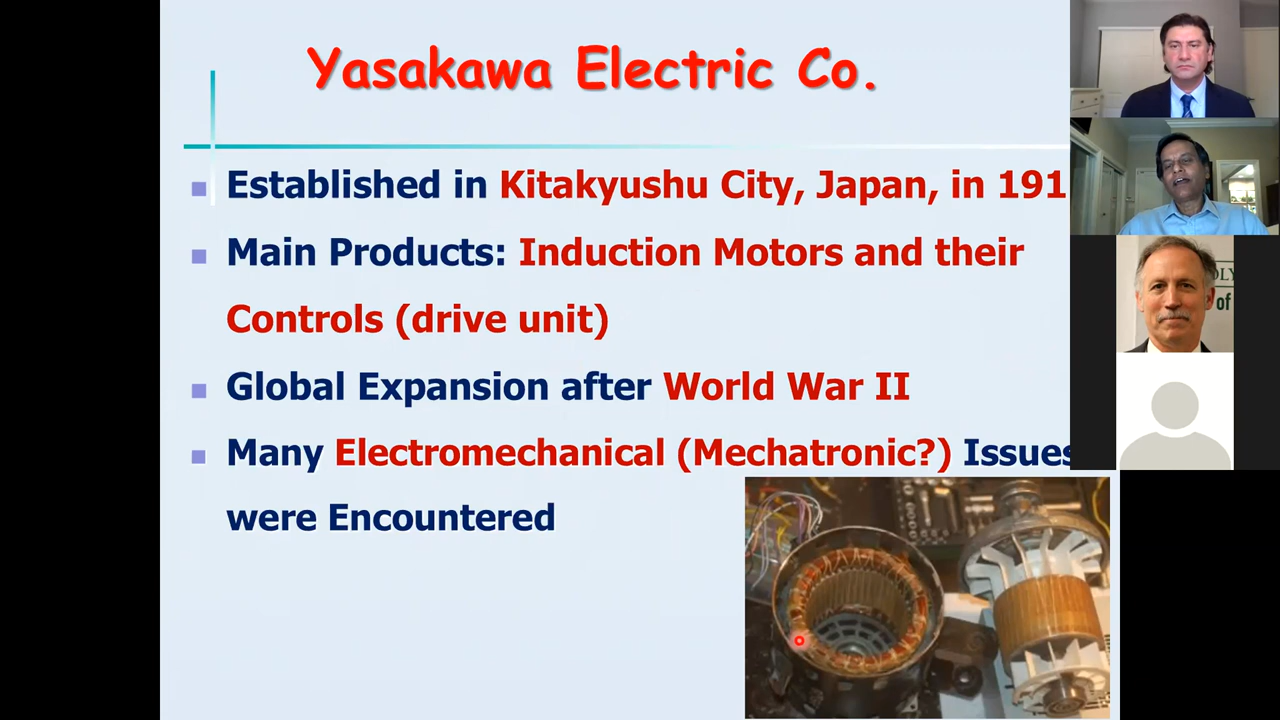 Yasakawa Electric Co.
Established in Kitakyushu City, Japan, in 191
Main Products: Induction Motors and their
Controls (drive unit)
Global Expansion after World War II
Many Electromechanical (Mechatronic?) Issues
were Encountered
of